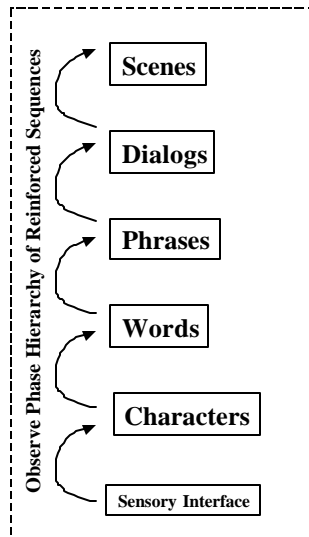 Observe Phase Hierarchy of Reinforced Sequences
Scenes
Dialogs
Phrases
Words
Characters
Sensory Interface